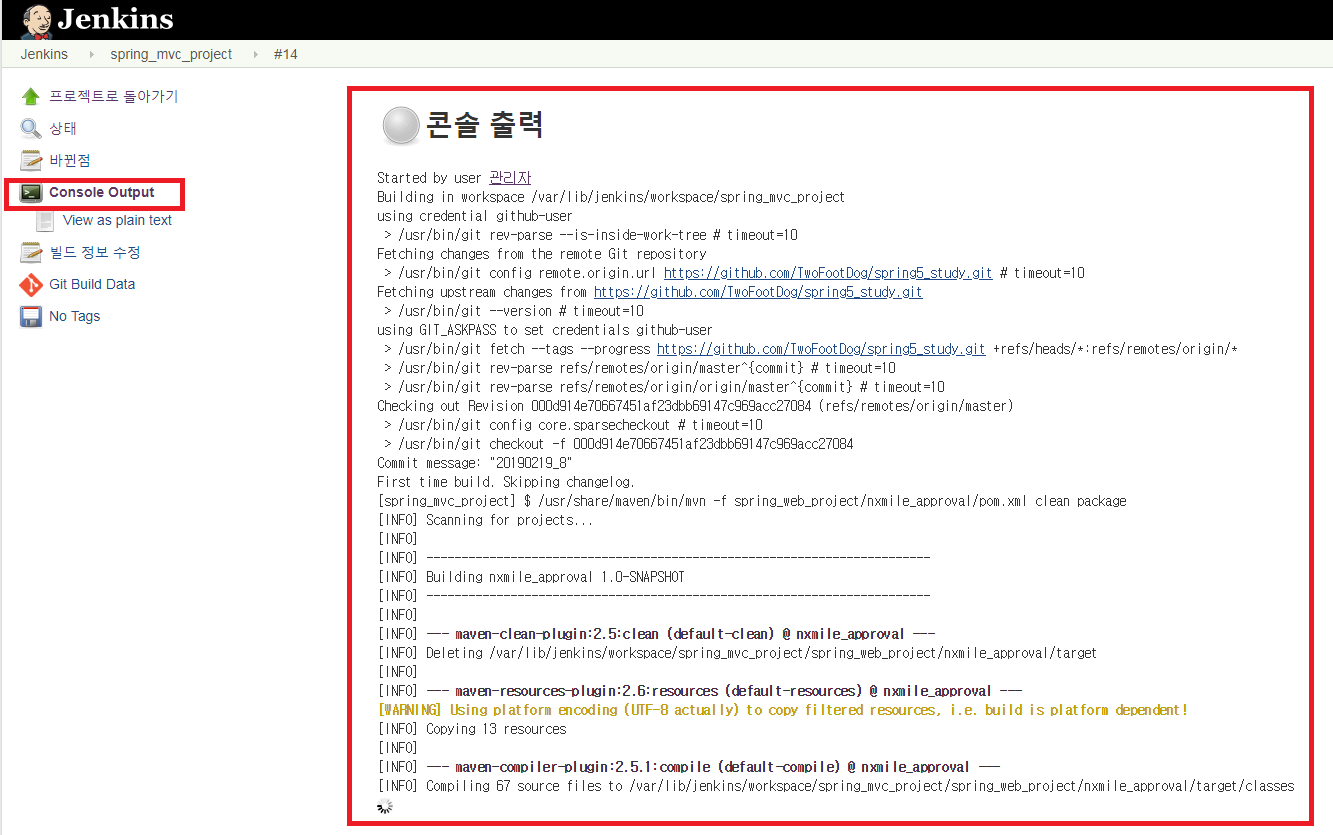 Jenkins
Jenkins
spring_mvc_project
#14
프로젝트로 돌아가기
상태
바뀐점
Console Output
View as plain text
빌드 정보 수정
Git Build Data
No Tags
콘솔 출력
Started by user 관리자
Building in workspace /var/lib/jenkins/workspace/spring_mvc_project
using credential github-user
> /usr/bin/git rev-parse --is-inside-work-tree # timeout=10
Fetching changes from the remote Git repository
> /usr/bin/git config remote.origin.url https://github.com/TwoFootDog/spring5_study.git # timeout=10
Fetching upstream changes from https://github.com/TwoFootDog/spring5_study.git
> /usr/bin/git --version # timeout=10
using GIT_ASKPASS to set credentials github-user
> /usr/bin/git fetch --tags --progress https://github.com/TwoFootDog/spring5_study.git +refs/heads/*:refs/remotes/origin/*
> /usr/bin/git rev-parse refs/remotes/origin/master^{commit} # timeout=10
> /usr/bin/git rev-parse refs/remotes/origin/origin/master^{commit} # timeout=10
Checking out Revision 000d914e70667451af23dbb69147c969acc27084 (refs/remotes/origin/master)
> /usr/bin/git config core.sparsecheckout # timeout=10
> /usr/bin/git checkout -f 000d914e70667451af23dbb69147c969acc27084
Commit message: "20190219_8"
First time build. Skipping changelog.
[spring_mvc_project] $ /usr/share/maven/bin/mvn -f spring_web_project/nxmile_approval/pom.xml clean package
[INFO] Scanning for projects...
[INFO]
[INFO] ------------------------------------------------------------------------
[INFO] Building nxmile_approval 1.0-SNAPSHOT
[INFO] ------------------------------------------------------------------------
[INFO]
[INFO] --- maven-clean-plugin:2.5:clean (default-clean) @ nxmile_approval ---
[INFO] Deleting /var/lib/jenkins/workspace/spring_mvc_project/spring_web_project/nxmile_approval/target
[INFO]
[INFO] --- maven-resources-plugin:2.6:resources (default-resources) @ nxmile_approval ---
[WARNING] Using platform encoding (UTF-8 actually) to copy filtered resources, i.e. build is platform dependent!
[INFO] Copying 13 resources
[INFO]
[INFO] --- maven-compiler-plugin:2.5.1:compile (default-compile) @ nxmile_approval ---
[INFO] Compiling 67 source files to /var/lib/jenkins/workspace/spring_mvc_project/spring_web_project/nxmile_approval/target/classes